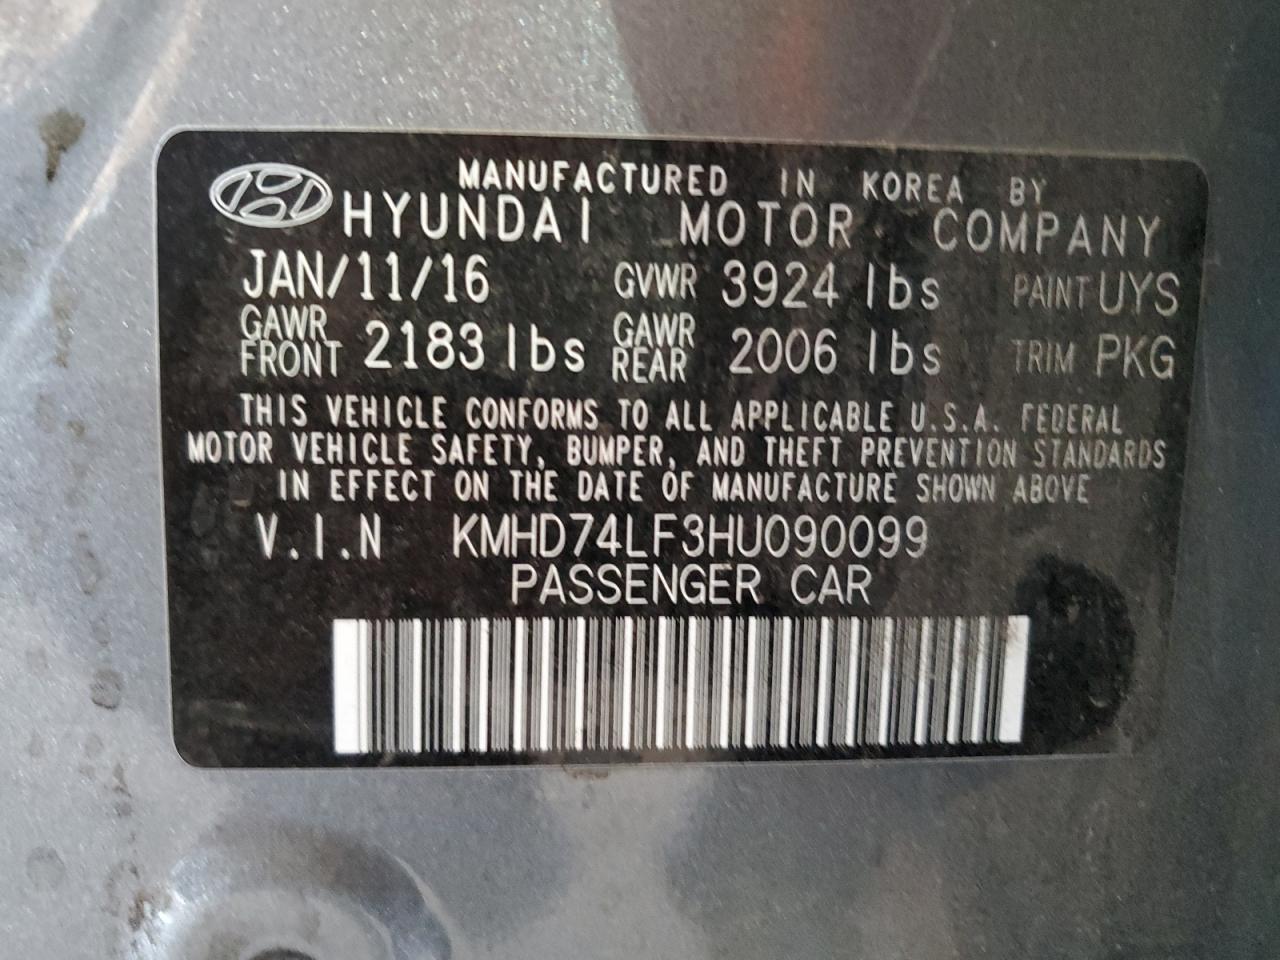 MANUFACTURED IN KOREA BY
HYUNDAI MOTOR COMPANY
JAN/11/16 GVWR 3924 lbs PAINT UYS
GAWR FRONT 2183 lbs GAWR REAR 2006 lbs TRIM PKG
THIS VEHICLE CONFORMS TO ALL APPLICABLE U.S.A. FEDERAL
MOTOR VEHICLE SAFETY, BUMPER, AND THEFT PREVENTION STANDARDS
IN EFFECT ON THE DATE OF MANUFACTURE SHOWN ABOVE
V.I.N KMHD74LF3HU090099
PASSENGER CAR